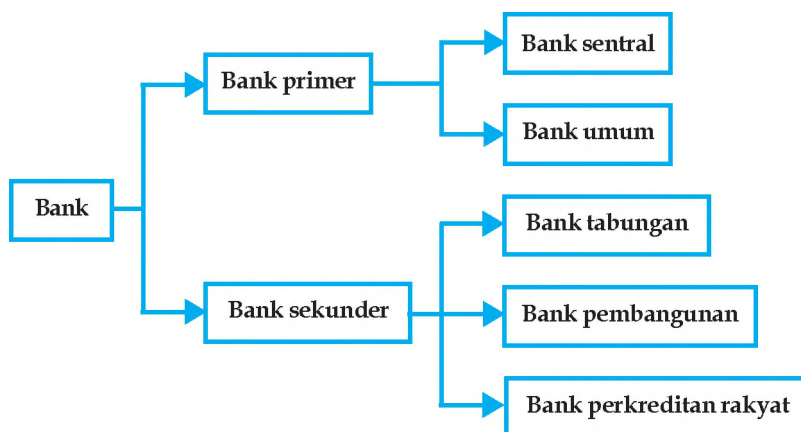 Bank
Bank primer
Bank sentral
Bank umum
Bank sekunder
Bank tabungan
Bank pembangunan
Bank perkreditan rakyat